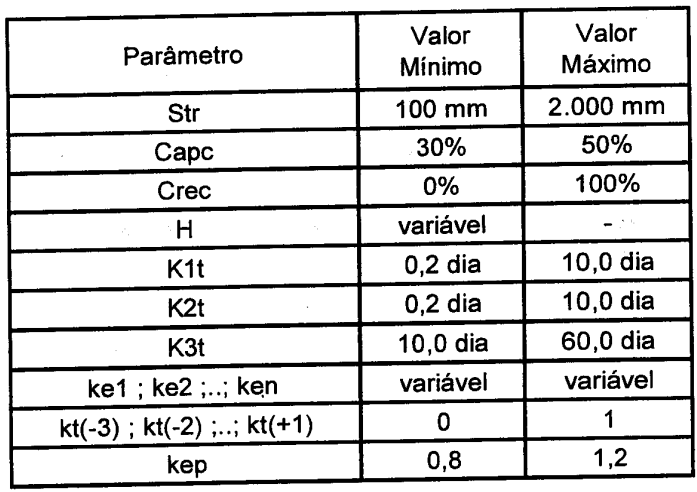 Parâmetro Valor Mínimo Valor Máximo
Str 100 mm 2.000 mm
Capc 30% 50%
Crec 0% 100%
H variável -
K1t 0,2 dia 10,0 dia
K2t 0,2 dia 10,0 dia
K3t 10,0 dia 60,0 dia
ke1 ; ke2 ;..; ken variável variável
kt(-3) ; kt(-2) ;..; kt(+1) 0 1
kep 0,8 1,2